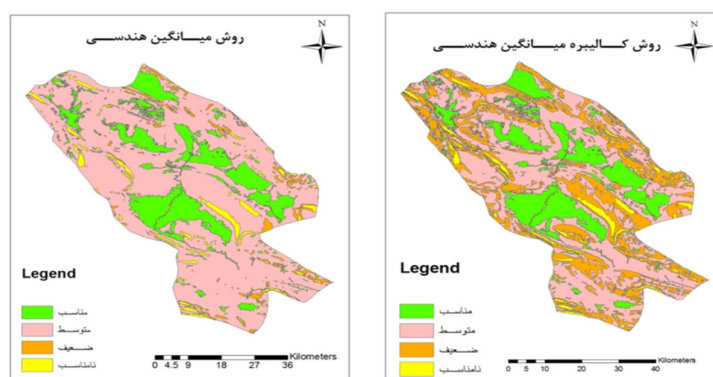 N
روش میانگین هندسی
Legend
مناسب
متوسط
ضعیف
نامناسب
Kilometers
0 4.5 9 18 27 36
N
روش کالیبره میانگین هندسی
Legend
مناسب
متوسط
ضعیف
نامناسب
Kilometers
0 5 10 20 30 40